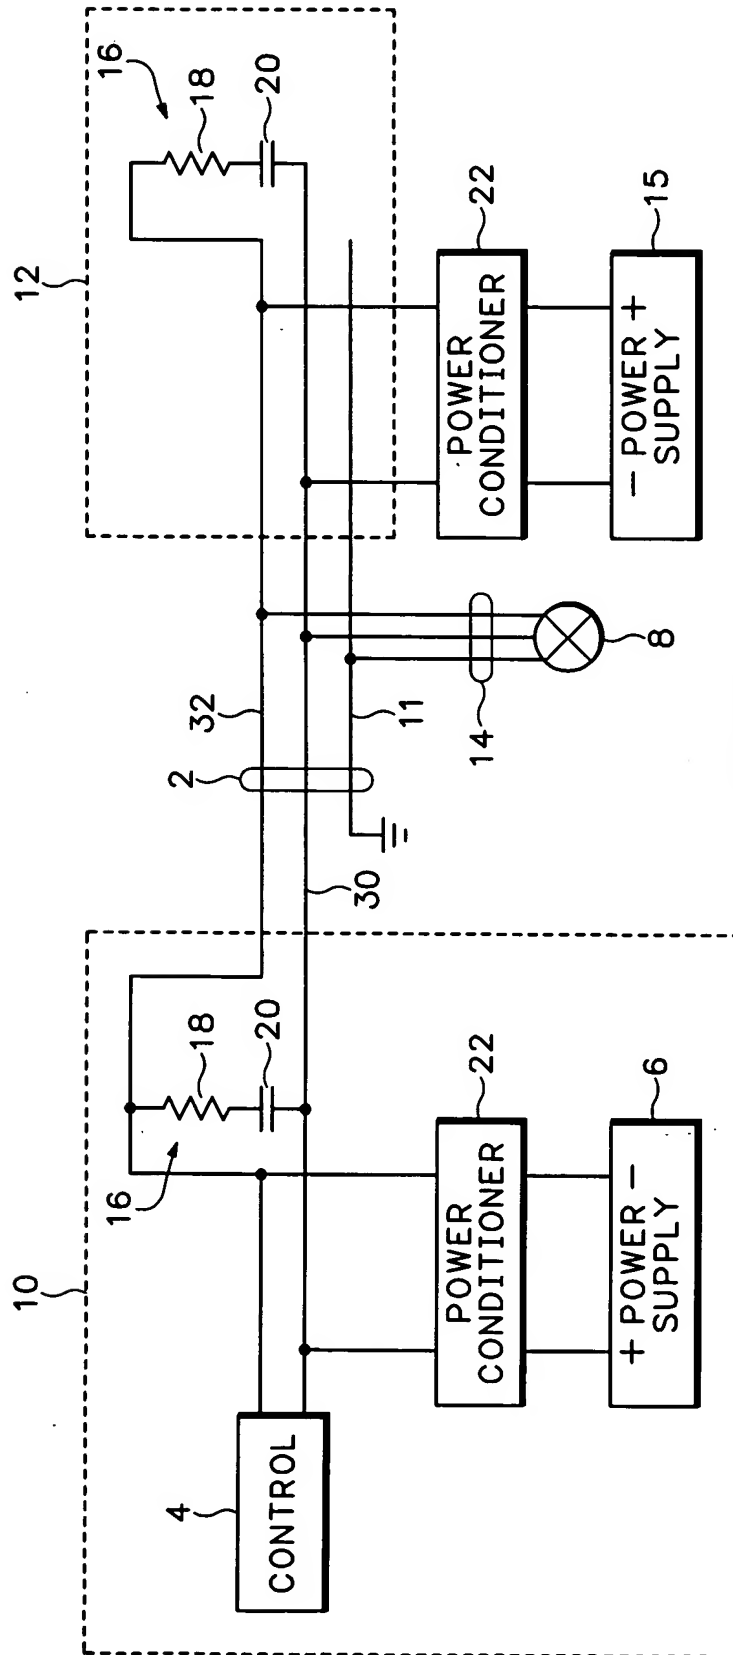 10
12
16
18
20
16
18
20
32
2
30
11
14
8
4
CONTROL
POWER
CONDITIONER
22
+ POWER −
SUPPLY
6
POWER
CONDITIONER
22
− POWER +
SUPPLY
15